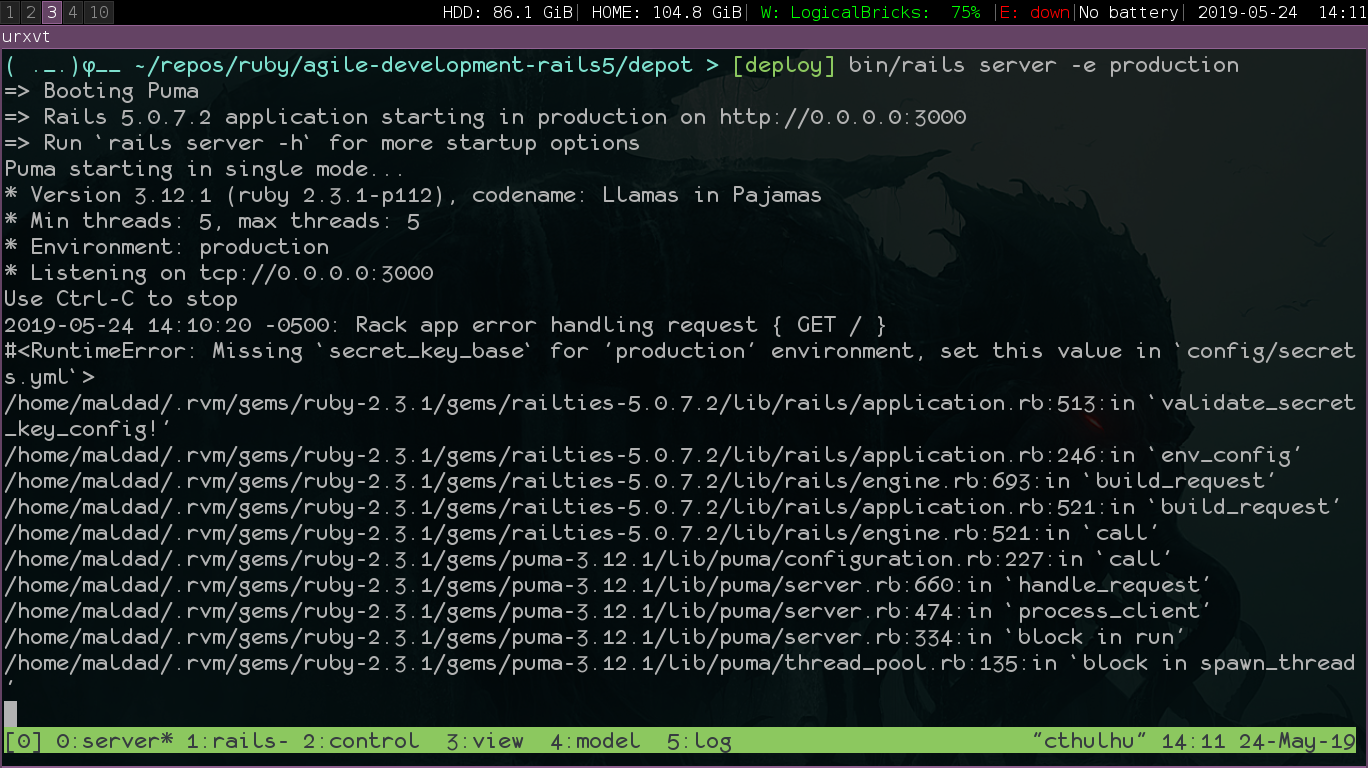 1 2 3 4 10 HDD: 86.1 GiB| HOME: 104.8 GiB| W: LogicalBricks:  75% |E: down|No battery| 2019-05-24  14:11
urxvt
( ._.)φ__ ~/repos/ruby/agile-development-rails5/depot > [deploy] bin/rails server -e production
=> Booting Puma
=> Rails 5.0.7.2 application starting in production on http://0.0.0.0:3000
=> Run `rails server -h` for more startup options
Puma starting in single mode...
* Version 3.12.1 (ruby 2.3.1-p112), codename: Llamas in Pajamas
* Min threads: 5, max threads: 5
* Environment: production
* Listening on tcp://0.0.0.0:3000
Use Ctrl-C to stop
2019-05-24 14:10:20 -0500: Rack app error handling request { GET / }
#<RuntimeError: Missing `secret_key_base` for 'production' environment, set this value in `config/secret
s.yml`>
/home/maldad/.rvm/gems/ruby-2.3.1/gems/railties-5.0.7.2/lib/rails/application.rb:513:in `validate_secret
_key_config!'
/home/maldad/.rvm/gems/ruby-2.3.1/gems/railties-5.0.7.2/lib/rails/application.rb:246:in `env_config'
/home/maldad/.rvm/gems/ruby-2.3.1/gems/railties-5.0.7.2/lib/rails/engine.rb:693:in `build_request'
/home/maldad/.rvm/gems/ruby-2.3.1/gems/railties-5.0.7.2/lib/rails/application.rb:521:in `build_request'
/home/maldad/.rvm/gems/ruby-2.3.1/gems/railties-5.0.7.2/lib/rails/engine.rb:521:in `call'
/home/maldad/.rvm/gems/ruby-2.3.1/gems/puma-3.12.1/lib/puma/configuration.rb:227:in `call'
/home/maldad/.rvm/gems/ruby-2.3.1/gems/puma-3.12.1/lib/puma/server.rb:660:in `handle_request'
/home/maldad/.rvm/gems/ruby-2.3.1/gems/puma-3.12.1/lib/puma/server.rb:474:in `process_client'
/home/maldad/.rvm/gems/ruby-2.3.1/gems/puma-3.12.1/lib/puma/server.rb:334:in `block in run'
/home/maldad/.rvm/gems/ruby-2.3.1/gems/puma-3.12.1/lib/puma/thread_pool.rb:135:in `block in spawn_thread
'
[0] 0:server* 1:rails- 2:control  3:view  4:model  5:log "cthulhu" 14:11 24-May-19